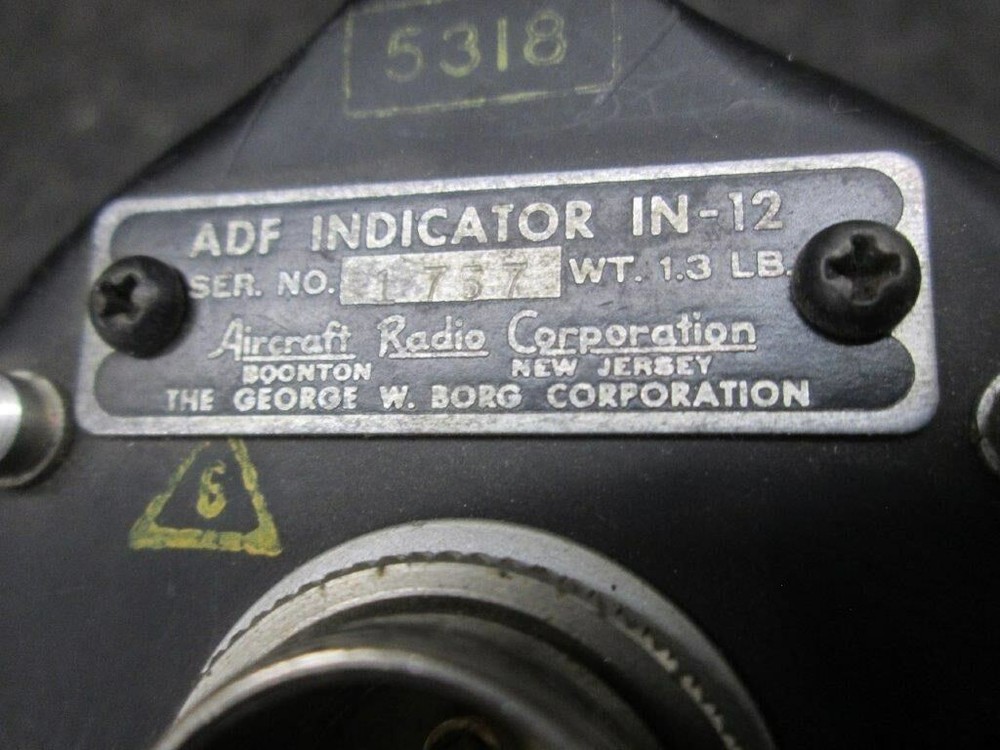 5318
ADF INDICATOR IN-12
SER. NO. 1757 WT. 1.3 LB.
Aircraft Radio Corporation
BOONTON NEW JERSEY
THE GEORGE W. BORG CORPORATION
6